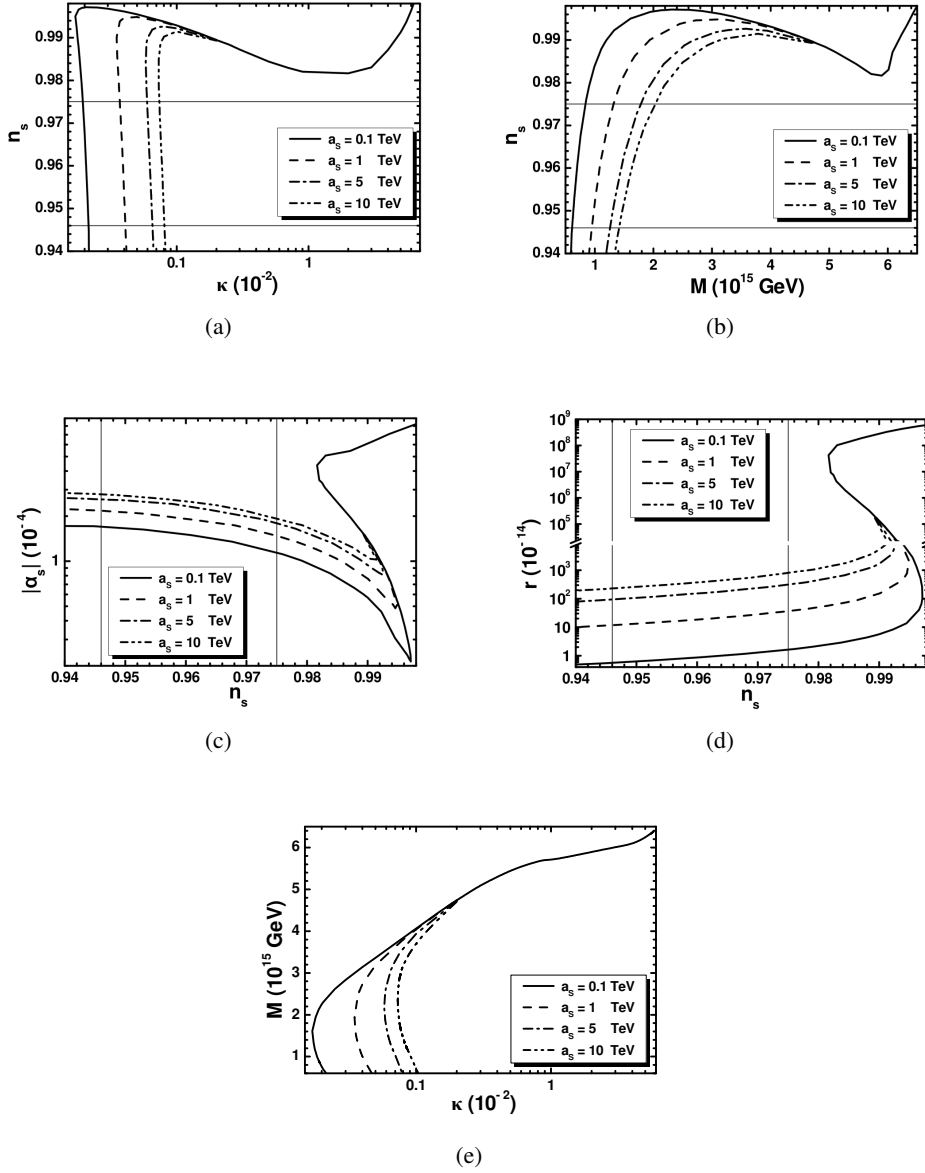 0.99
0.98
0.97
0.96
0.95
0.94
n_s
0.1
1
κ (10^-2)
a_s = 0.1 TeV
a_s = 1 TeV
a_s = 5 TeV
a_s = 10 TeV
(a)
0.99
0.98
0.97
0.96
0.95
0.94
n_s
1 2 3 4 5 6
M (10^15 GeV)
a_s = 0.1 TeV
a_s = 1 TeV
a_s = 5 TeV
a_s = 10 TeV
(b)
|α_s| (10^-4)
1
a_s = 0.1 TeV
a_s = 1 TeV
a_s = 5 TeV
a_s = 10 TeV
0.94 0.95 0.96 0.97 0.98 0.99
n_s
(c)
r (10^-14)
10^9
10^8
10^7
10^6
10^5
10^3
10^2
10
1
a_s = 0.1 TeV
a_s = 1 TeV
a_s = 5 TeV
a_s = 10 TeV
0.94 0.95 0.96 0.97 0.98 0.99
n_s
(d)
M (10^15 GeV)
6
5
4
3
2
1
a_s = 0.1 TeV
a_s = 1 TeV
a_s = 5 TeV
a_s = 10 TeV
0.1 1
κ (10^-2)
(e)